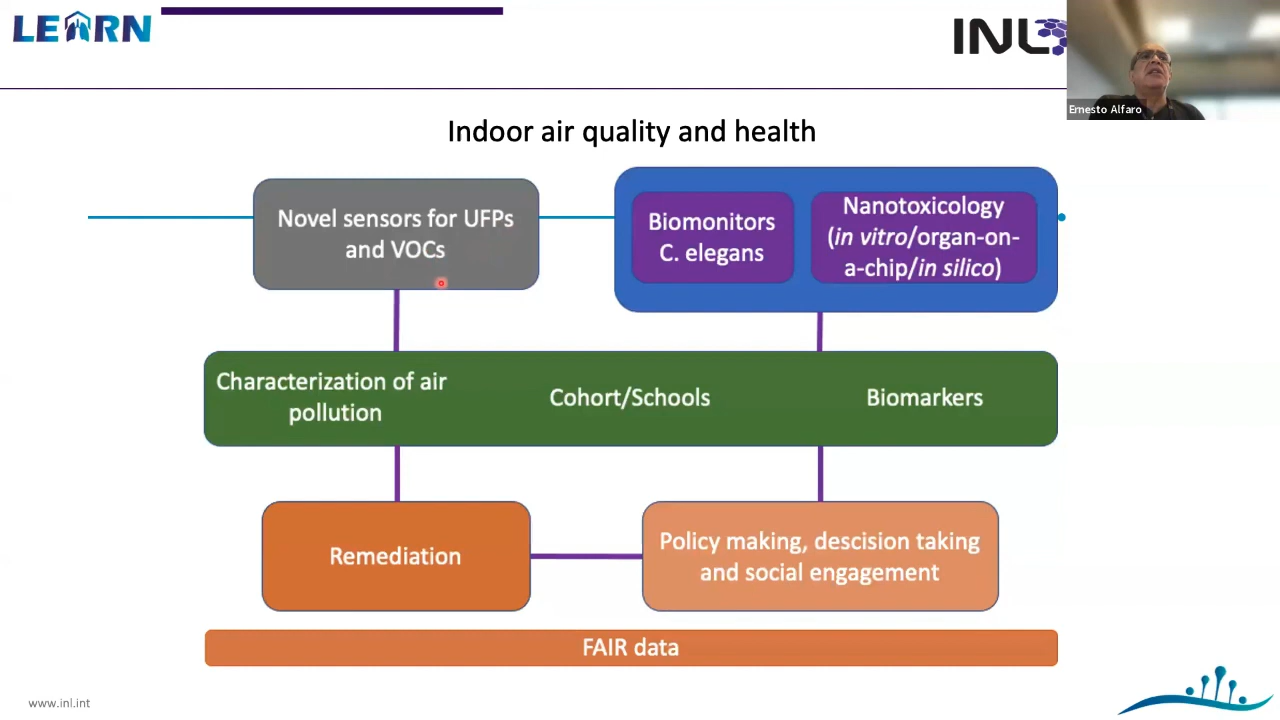 LEARN
INL
Ernesto Alfaro
Indoor air quality and health
Novel sensors for UFPs
and VOCs
Biomonitors
C. elegans
Nanotoxicology
(in vitro/organ-on-
a-chip/in silico)
Characterization of air
pollution
Cohort/Schools
Biomarkers
Remediation
Policy making, descision taking
and social engagement
FAIR data
www.inl.int